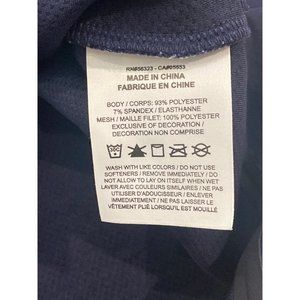 RN#56323 - CA#05553
MADE IN CHINA
FABRIQUE EN CHINE
BODY / CORPS: 93% POLYESTER
7% SPANDEX / ELASTHANNE
MESH / MAILLE FILET: 100% POLYESTER
EXCLUSIVE OF DECORATION /
DECORATION NON COMPRISE
WASH WITH LIKE COLORS / DO NOT USE
SOFTENERS / REMOVE IMMEDIATELY / DO
NOT ALLOW TO LAY ON ITSELF WHEN WET
LAVER AVEC COULEURS SIMILAIRES / NE PAS
UTILISER D'ADOUCISSEUR / ENLEVER
IMMÉDIATEMENT / NE PAS LAISSER LE
VÊTEMENT PLIÉ LORSQU'IL EST MOUILLÉ